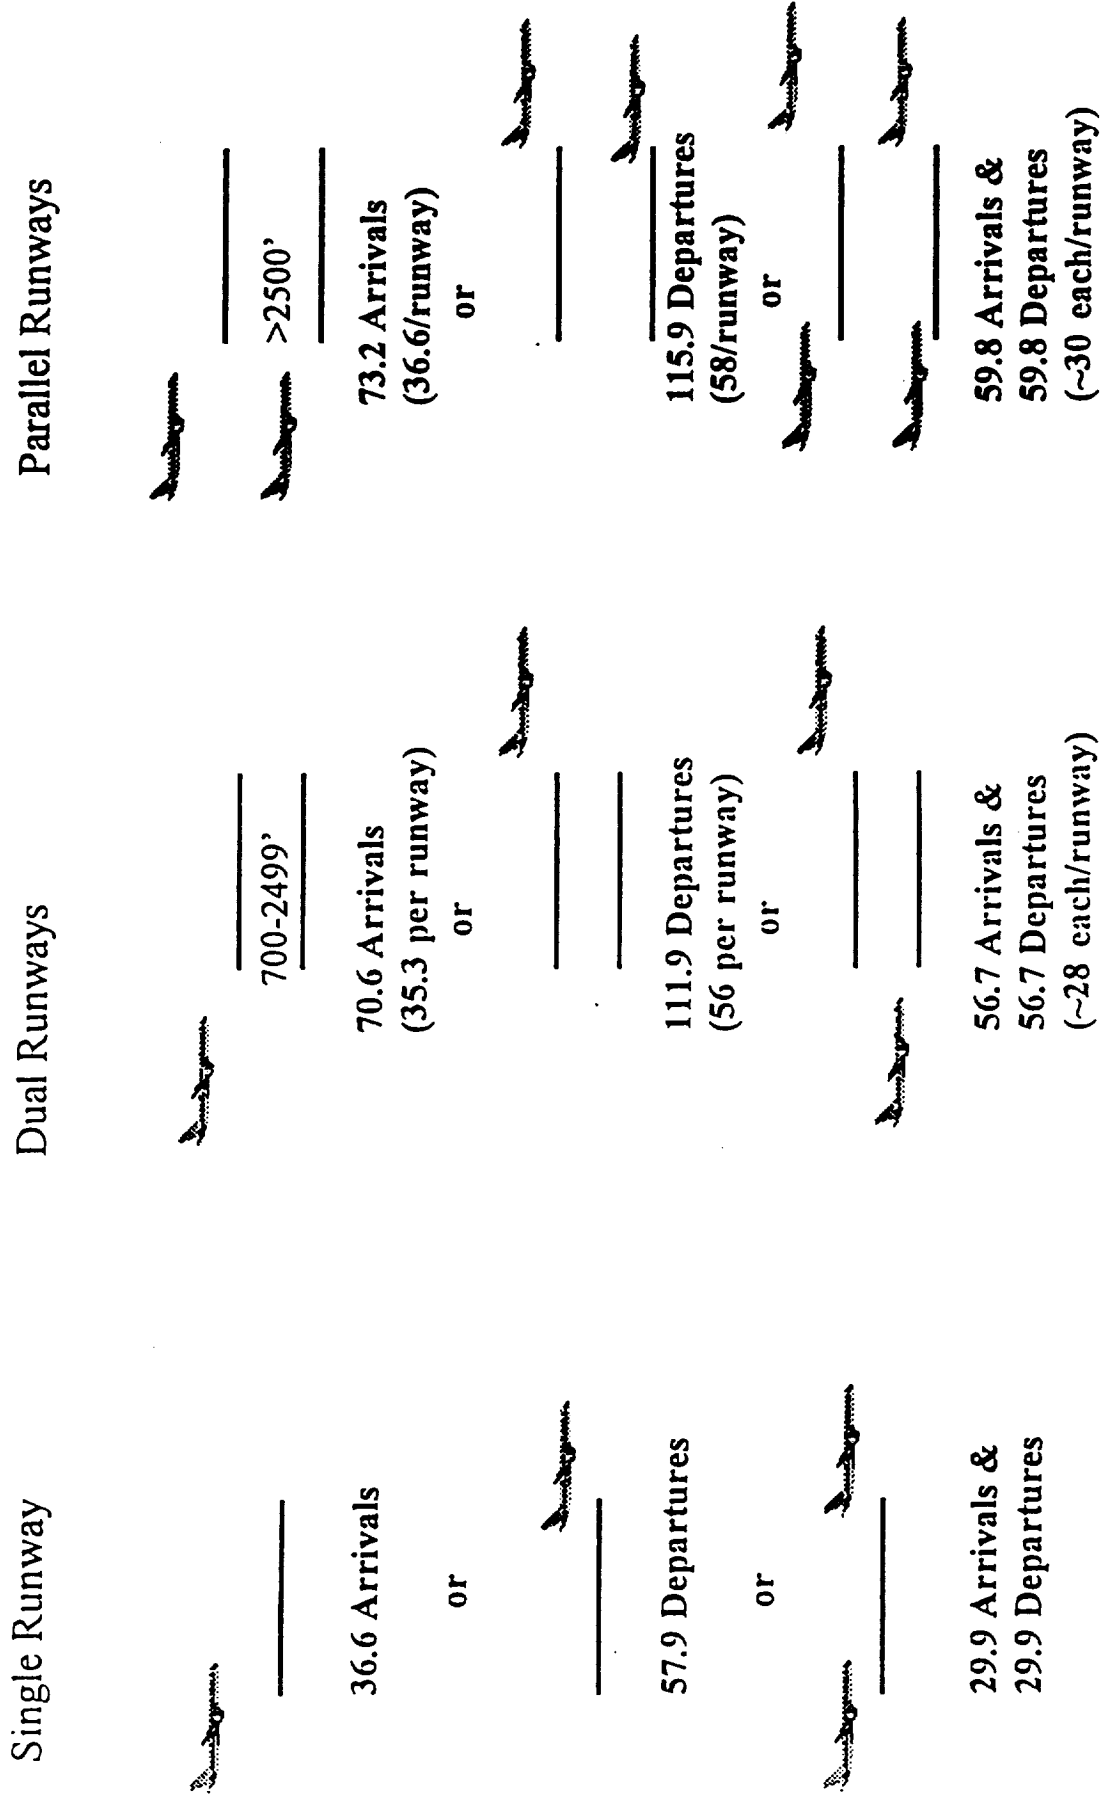 Single Runway
36.6 Arrivals
or
57.9 Departures
or
29.9 Arrivals &
29.9 Departures
Dual Runways
700-2499’
70.6 Arrivals
(35.3 per runway)
or
111.9 Departures
(56 per runway)
or
56.7 Arrivals &
56.7 Departures
(~28 each/runway)
Parallel Runways
>2500’
73.2 Arrivals
(36.6/runway)
or
115.9 Departures
(58/runway)
or
59.8 Arrivals &
59.8 Departures
(~30 each/runway)